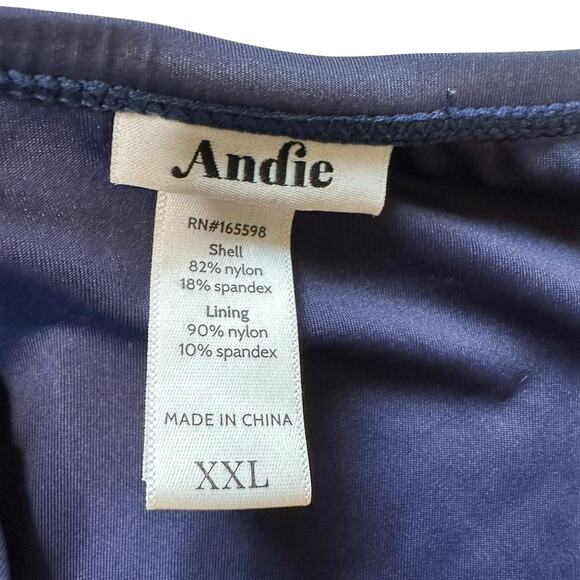 Andie
RN#165598
Shell
82% nylon
18% spandex
Lining
90% nylon
10% spandex
MADE IN CHINA
XXL